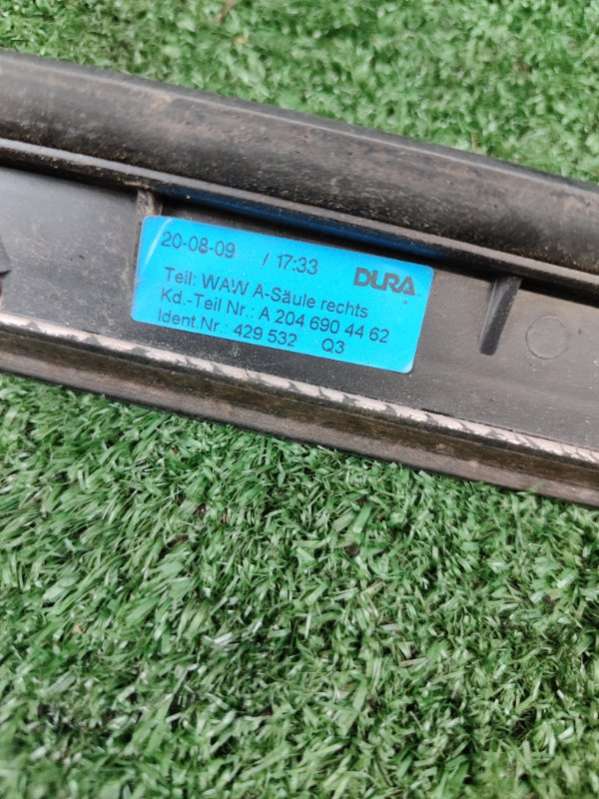 20-08-09 / 17:33 DURA
Teil: WAW A-Säule rechts
Kd.-Teil Nr.: A 204 690 44 62
Ident.Nr.: 429 532 Q3